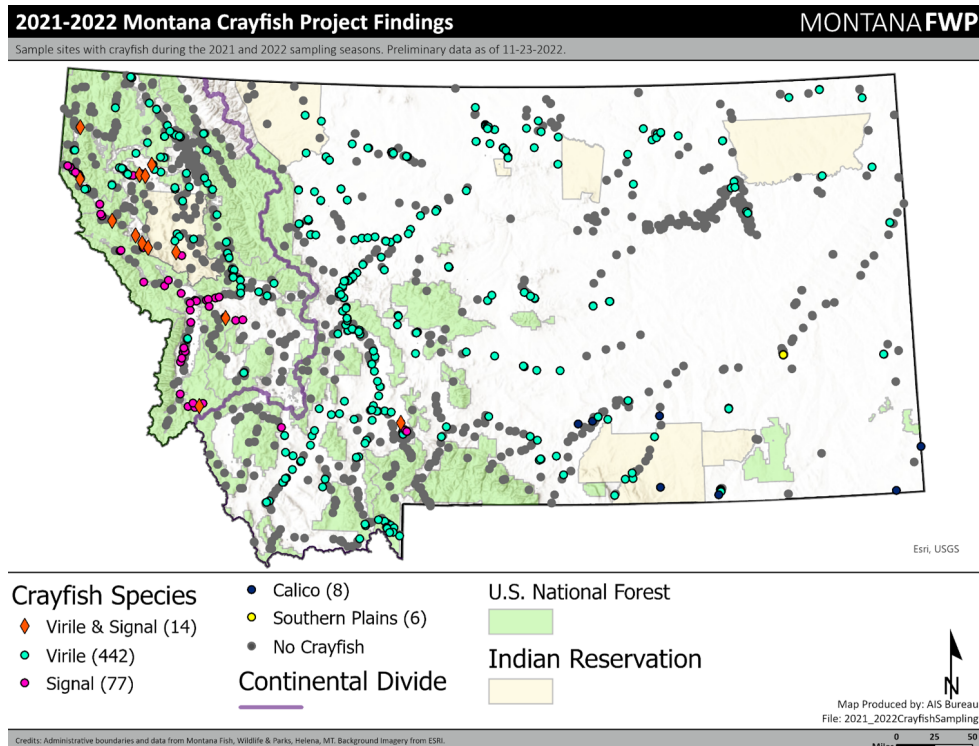 2021-2022 Montana Crayfish Project Findings
MONTANAFWP
Sample sites with crayfish during the 2021 and 2022 sampling seasons. Preliminary data as of 11-23-2022.
Esri, USGS
Crayfish Species
Virile & Signal (14)
Virile (442)
Signal (77)
Calico (8)
Southern Plains (6)
No Crayfish
Continental Divide
U.S. National Forest
Indian Reservation
N
Map Produced by: AIS Bureau
File: 2021_2022CrayfishSampling
Credits: Administrative boundaries and data from Montana Fish, Wildlife & Parks, Helena, MT. Background Imagery from ESRI.
0 25 50
Miles